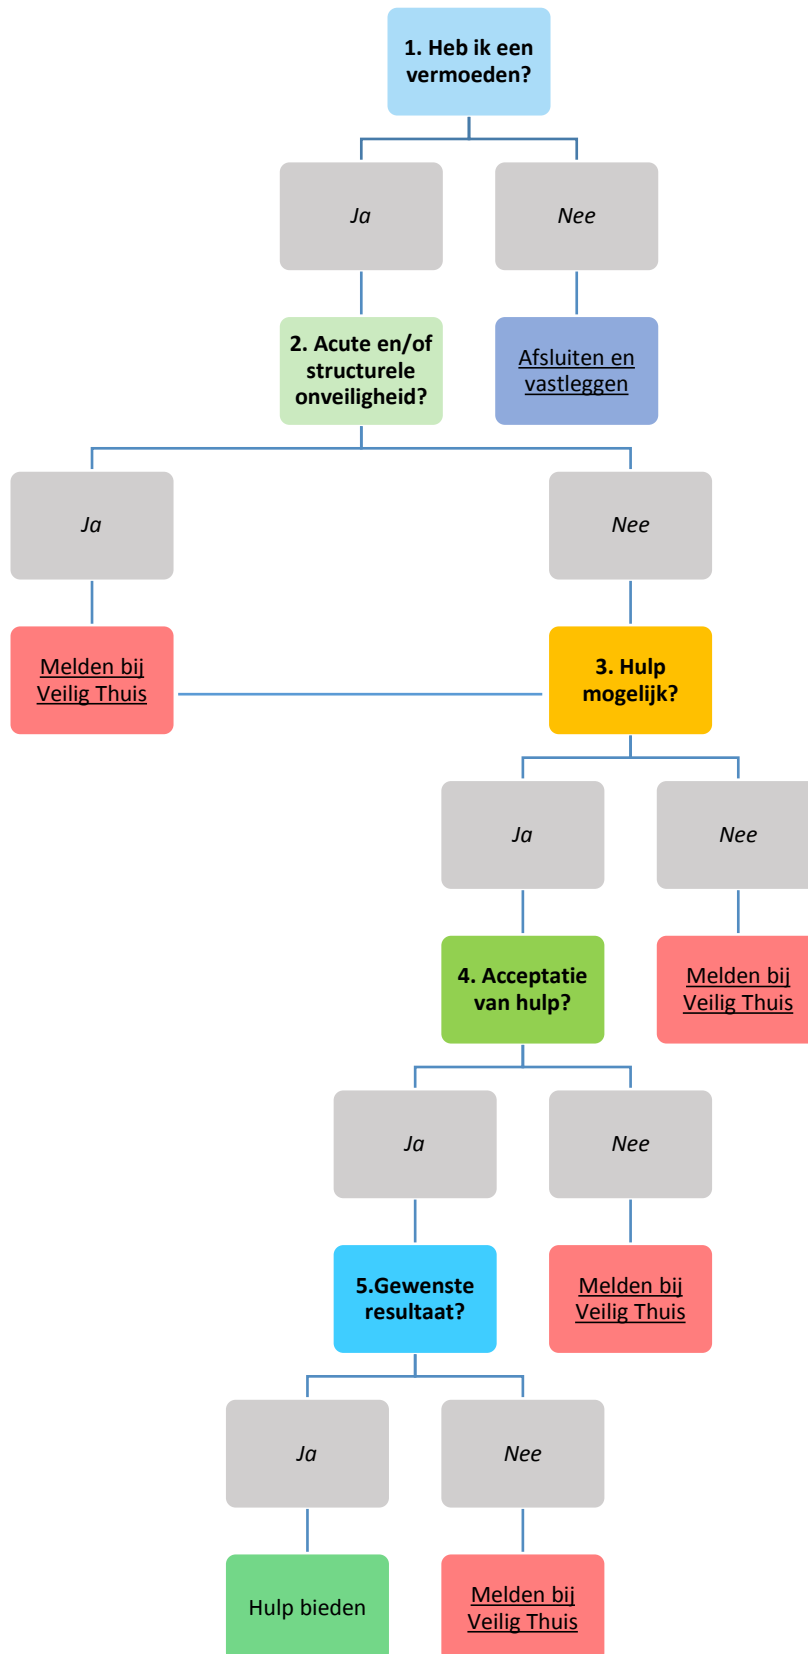 1. Heb ik een
vermoeden?
Ja
Nee
2. Acute en/of
structurele
onveiligheid?
Afsluiten en
vastleggen
Ja
Nee
Melden bij
Veilig Thuis
3. Hulp
mogelijk?
Ja
Nee
4. Acceptatie
van hulp?
Melden bij
Veilig Thuis
Ja
Nee
5.Gewenste
resultaat?
Melden bij
Veilig Thuis
Ja
Nee
Hulp bieden
Melden bij
Veilig Thuis